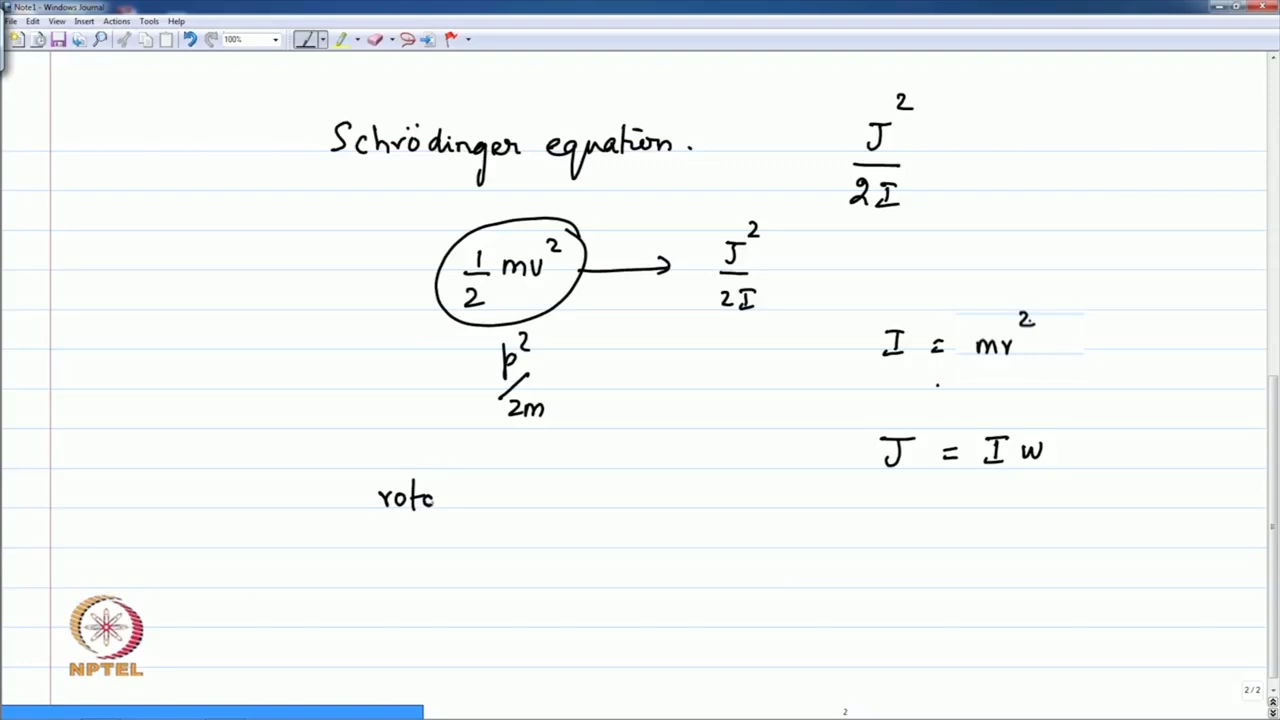 Note1 - Windows Journal
File Edit View Insert Actions Tools Help
100%
Schrödinger equation.
J²
2I
½ mv² → J²/2I
p²/2m
I = mr²
J = I ω
roto
NPTEL
2/2
2